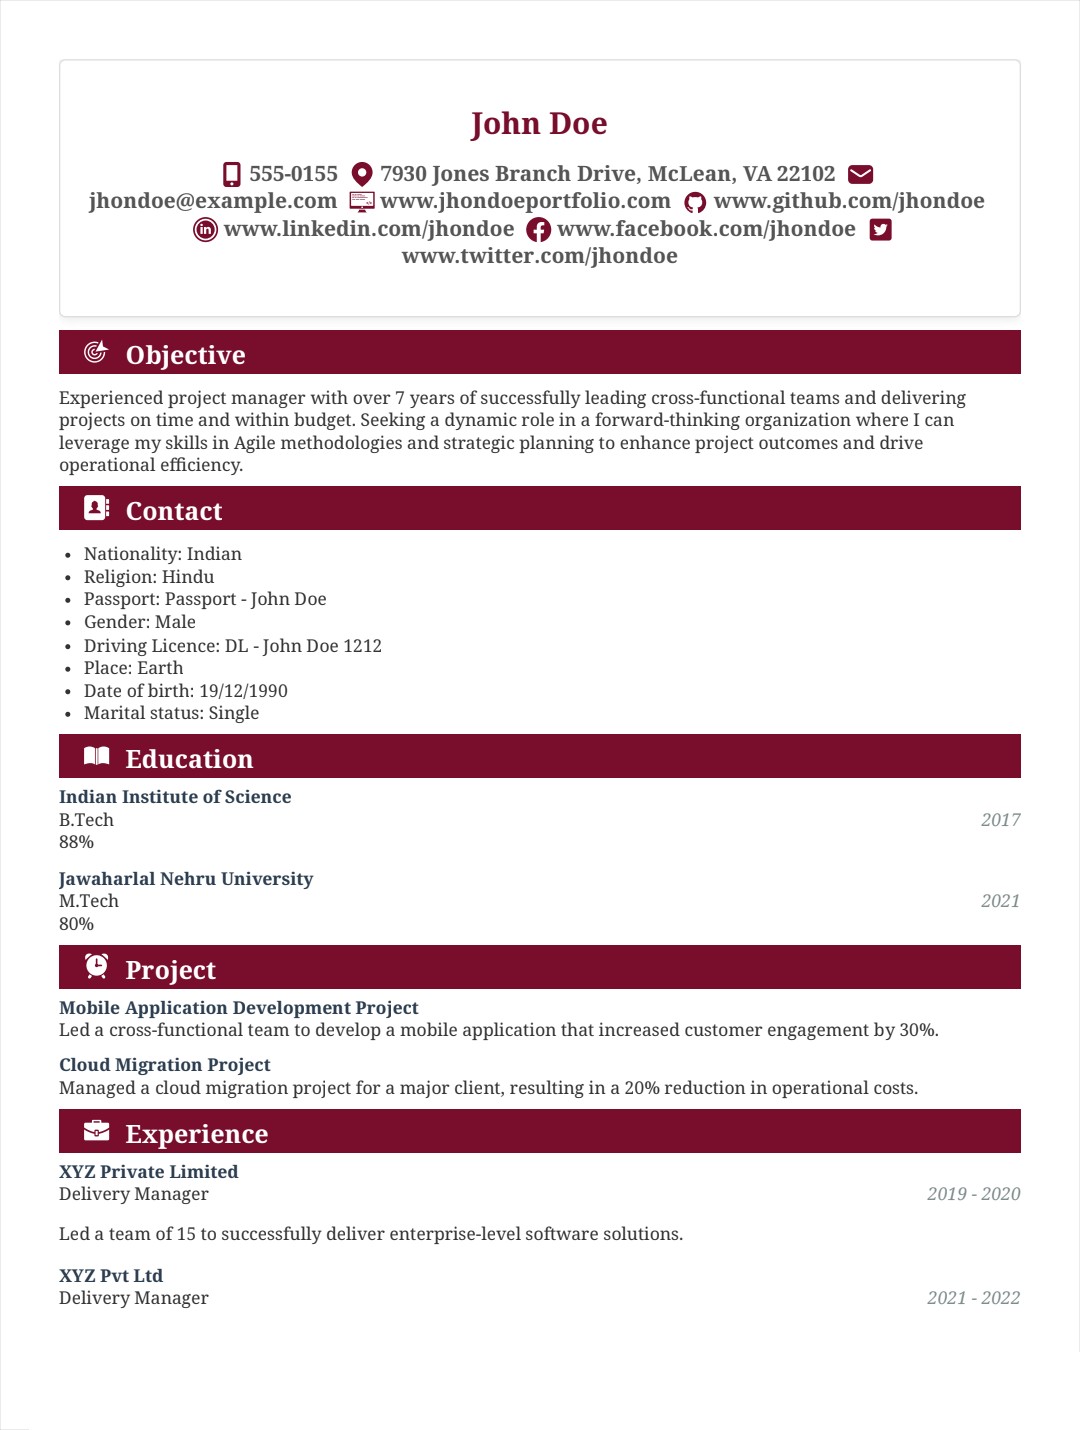 John Doe
555-0155 7930 Jones Branch Drive, McLean, VA 22102
jhondoe@example.com www.jhondoeportfolio.com www.github.com/jhondoe
www.linkedin.com/jhondoe www.facebook.com/jhondoe
www.twitter.com/jhondoe
Objective
Experienced project manager with over 7 years of successfully leading cross-functional teams and delivering
projects on time and within budget. Seeking a dynamic role in a forward-thinking organization where I can
leverage my skills in Agile methodologies and strategic planning to enhance project outcomes and drive
operational efficiency.
Contact
• Nationality: Indian
• Religion: Hindu
• Passport: Passport - John Doe
• Gender: Male
• Driving Licence: DL - John Doe 1212
• Place: Earth
• Date of birth: 19/12/1990
• Marital status: Single
Education
Indian Institute of Science
B.Tech 2017
88%
Jawaharlal Nehru University
M.Tech 2021
80%
Project
Mobile Application Development Project
Led a cross-functional team to develop a mobile application that increased customer engagement by 30%.
Cloud Migration Project
Managed a cloud migration project for a major client, resulting in a 20% reduction in operational costs.
Experience
XYZ Private Limited
Delivery Manager 2019 - 2020
Led a team of 15 to successfully deliver enterprise-level software solutions.
XYZ Pvt Ltd
Delivery Manager 2021 - 2022